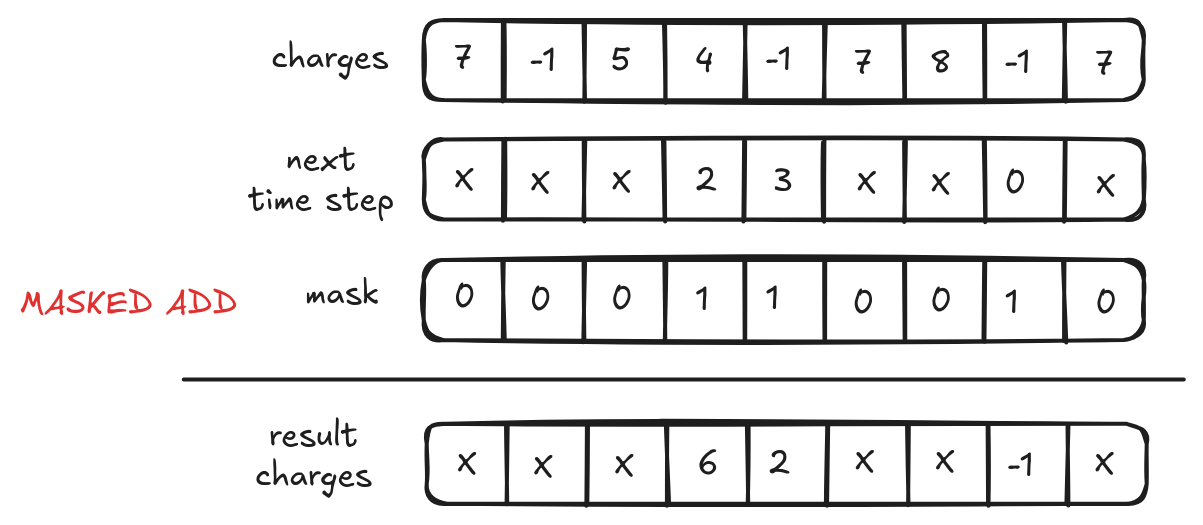 charges 7 -1 5 4 -1 7 8 -1 7
next
time step x x x 2 3 x x 0 x
MASKED ADD mask 0 0 0 1 1 0 0 1 0
result
charges x x x 6 2 x x -1 x